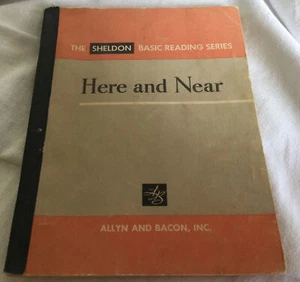 THE SHELDON BASIC READING SERIES
Here and Near
ALLYN AND BACON, INC.